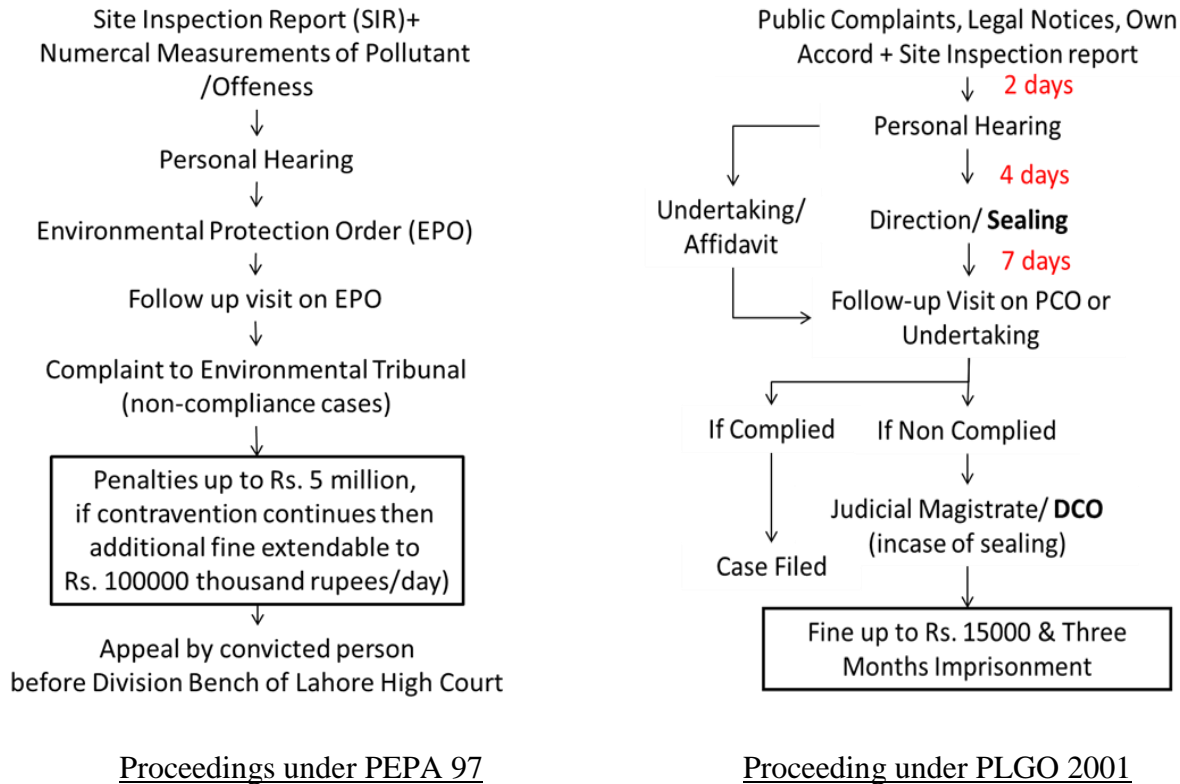 Site Inspection Report (SIR)+
Numercal Measurements of Pollutant
/Offeness
Personal Hearing
Environmental Protection Order (EPO)
Follow up visit on EPO
Complaint to Environmental Tribunal
(non-compliance cases)
Penalties up to Rs. 5 million,
if contravention continues then
additional fine extendable to
Rs. 100000 thousand rupees/day)
Appeal by convicted person
before Division Bench of Lahore High Court
Proceedings under PEPA 97
Public Complaints, Legal Notices, Own
Accord + Site Inspection report
2 days
Personal Hearing
4 days
Undertaking/
Affidavit
Direction/ Sealing
7 days
Follow-up Visit on PCO or
Undertaking
If Complied
If Non Complied
Case Filed
Judicial Magistrate/ DCO
(incase of sealing)
Fine up to Rs. 15000 & Three
Months Imprisonment
Proceeding under PLGO 2001